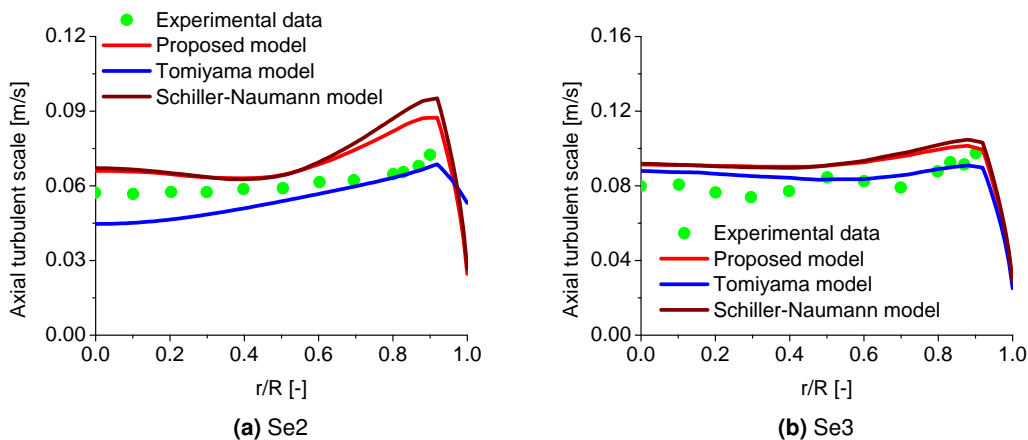 Axial turbulent scale [m/s]
0.12
0.09
0.06
0.03
0.00
Experimental data
Proposed model
Tomiyama model
Schiller-Naumann model
0.0 0.2 0.4 0.6 0.8 1.0
r/R [-]
(a) Se2
Axial turbulent scale [m/s]
0.16
0.12
0.08
0.04
0.00
Experimental data
Proposed model
Tomiyama model
Schiller-Naumann model
0.0 0.2 0.4 0.6 0.8 1.0
r/R [-]
(b) Se3